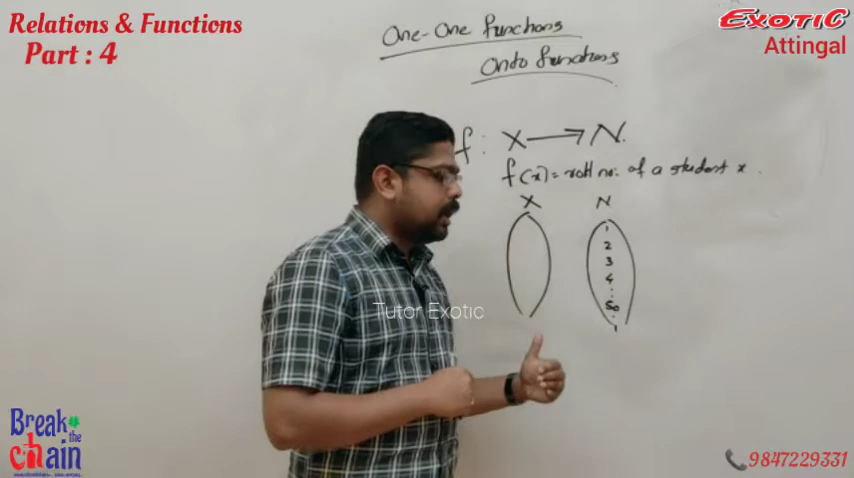 Relations & Functions
Part : 4
EXOTIC
Attingal
One-One functions
Onto functions
f : X → N.
f(x) = roll no. of a student x.
X N
1
2
3
4
:
50
Tutor Exotic
Break
the
chain
9847229331